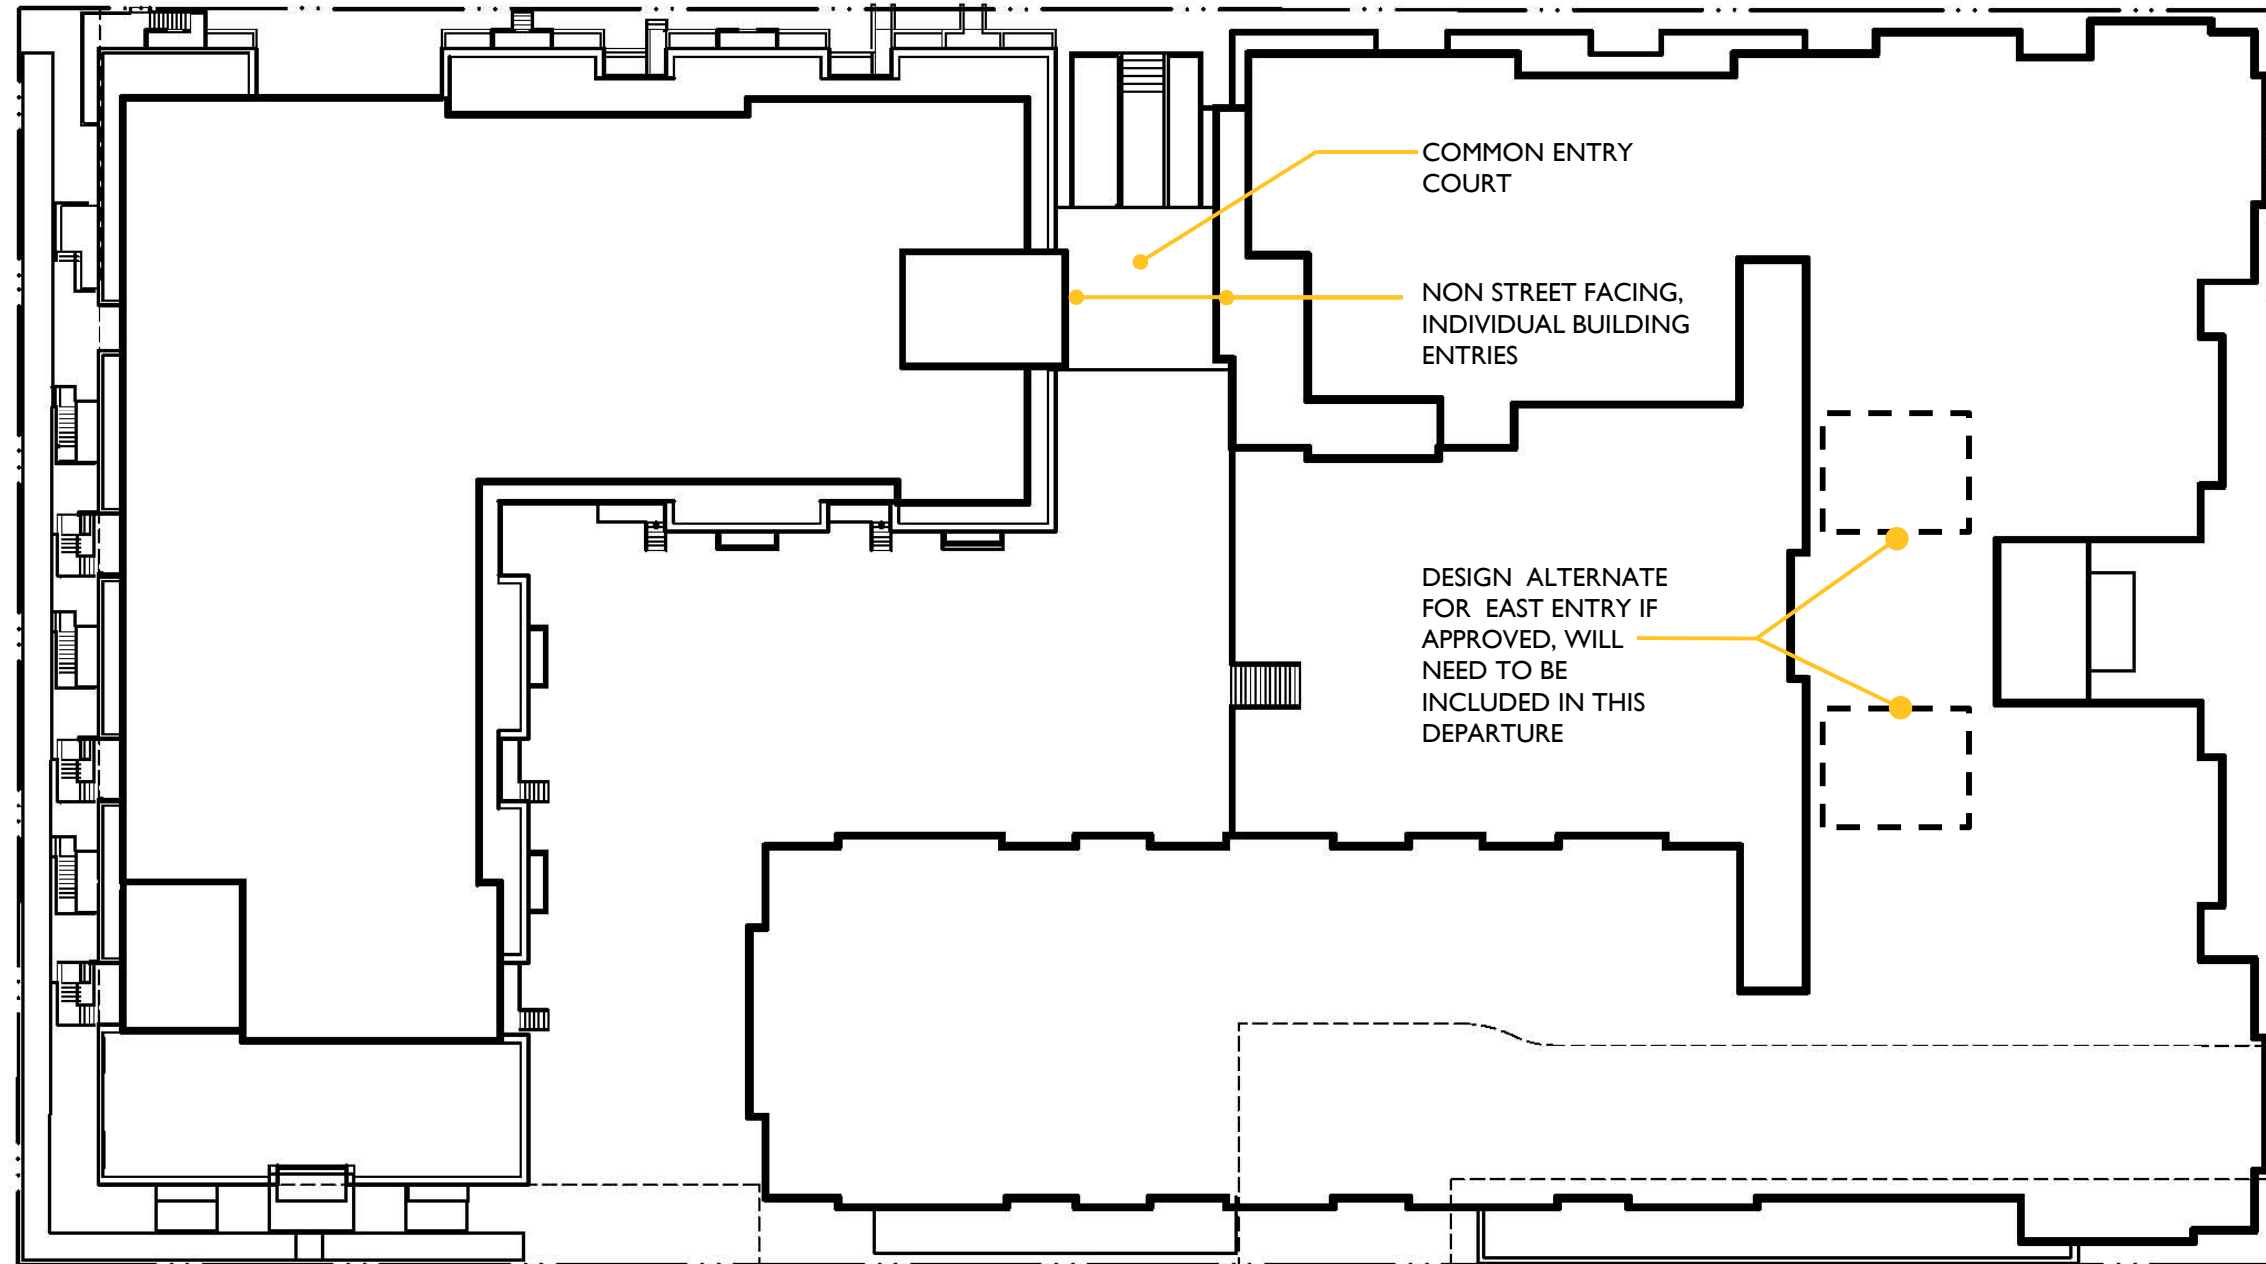 COMMON ENTRY
COURT
NON STREET FACING,
INDIVIDUAL BUILDING
ENTRIES
DESIGN ALTERNATE
FOR EAST ENTRY IF
APPROVED, WILL
NEED TO BE
INCLUDED IN THIS
DEPARTURE